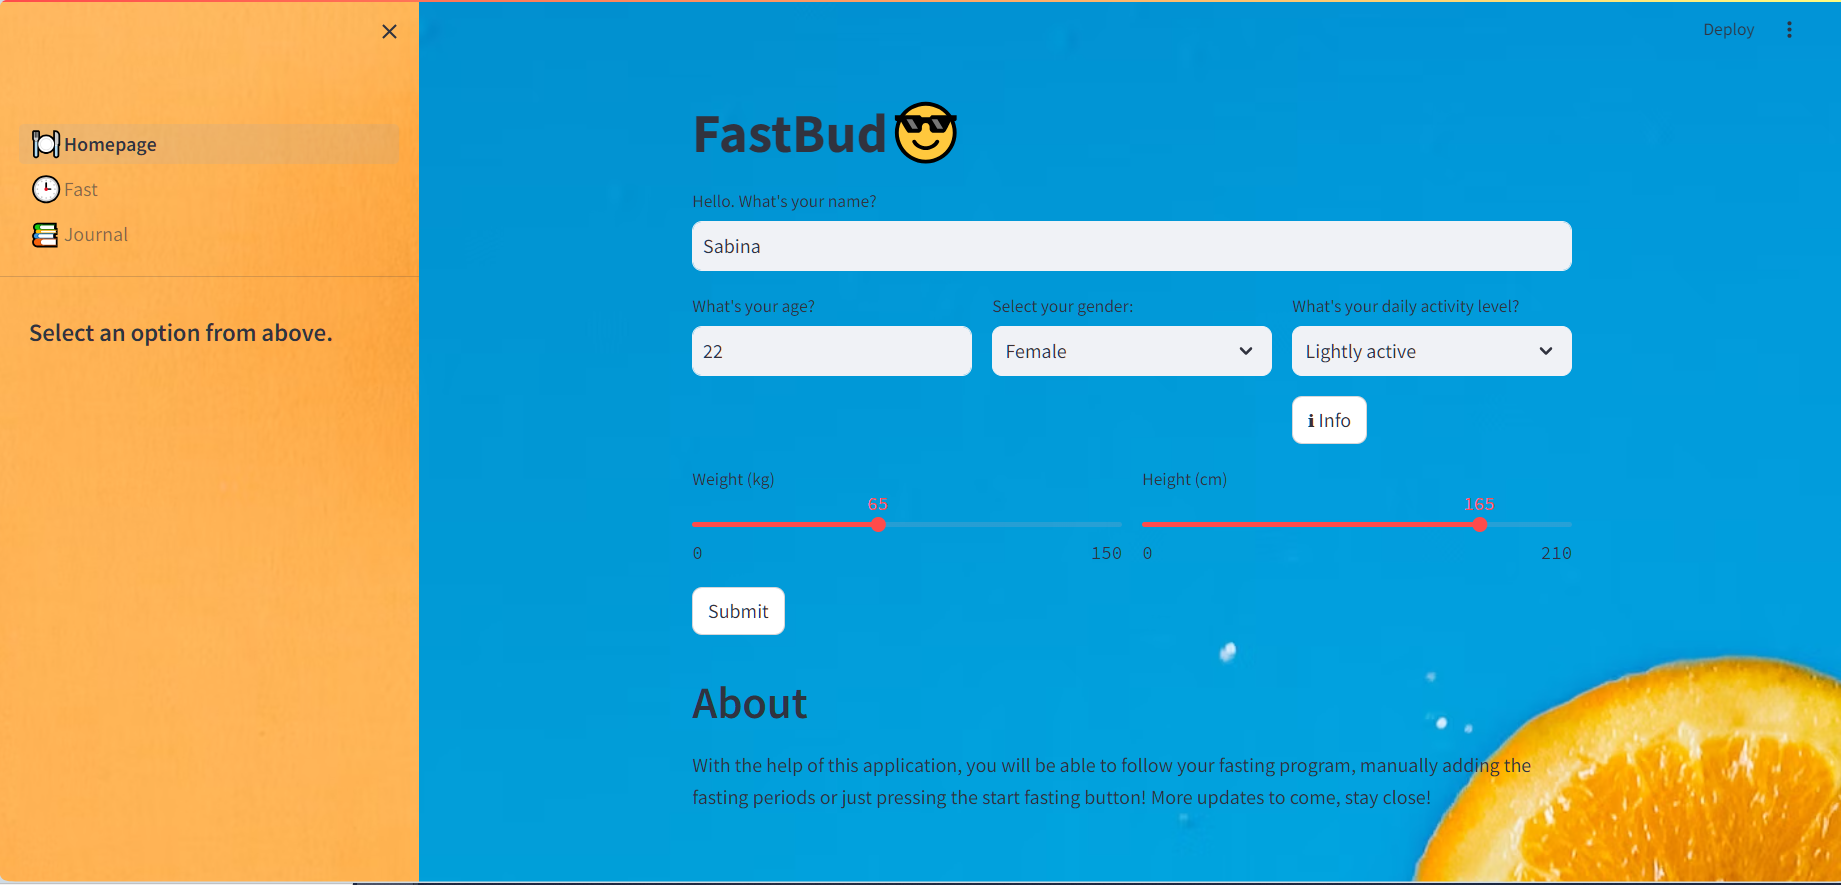 Deploy
Homepage
Fast
Journal
Select an option from above.
FastBud
Hello. What's your name?
Sabina
What's your age?
Select your gender:
What's your daily activity level?
22
Female
Lightly active
i Info
Weight (kg)
Height (cm)
65
165
0
150
0
210
Submit
About
With the help of this application, you will be able to follow your fasting program, manually adding the
fasting periods or just pressing the start fasting button! More updates to come, stay close!